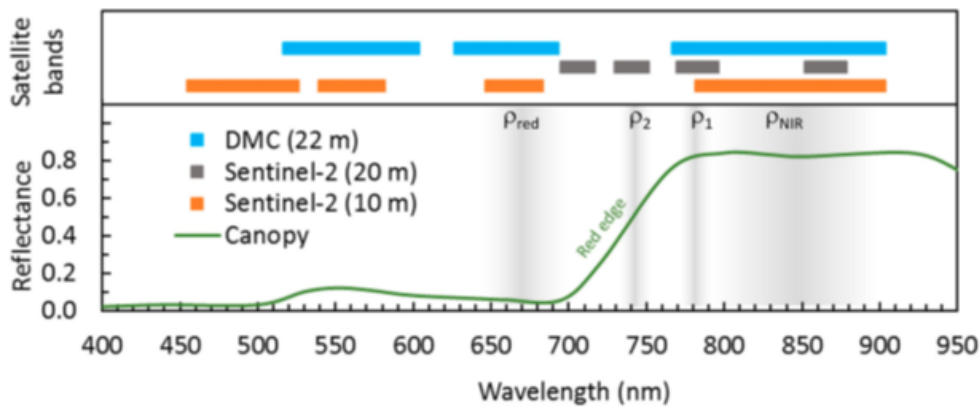 Satellite
bands
ρred ρ2 ρ1 ρNIR
DMC (22 m)
Sentinel-2 (20 m)
Sentinel-2 (10 m)
Canopy
Red edge
Reflectance
0.8
0.6
0.4
0.2
0.0
400 450 500 550 600 650 700 750 800 850 900 950
Wavelength (nm)